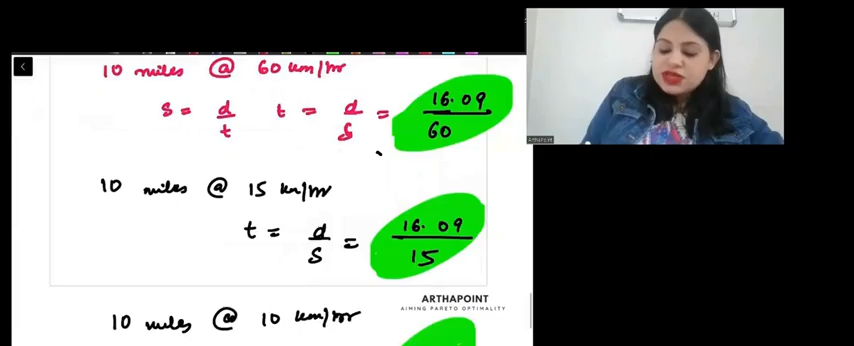 10 miles @ 60 km/hr
s = d/t t = d/s = 16.09/60
10 miles @ 15 km/hr
t = d/s = 16.09/15
ARTHAPOINT
AIMING PARETO OPTIMALITY
10 miles @ 10 km/hr
ArthaPoint